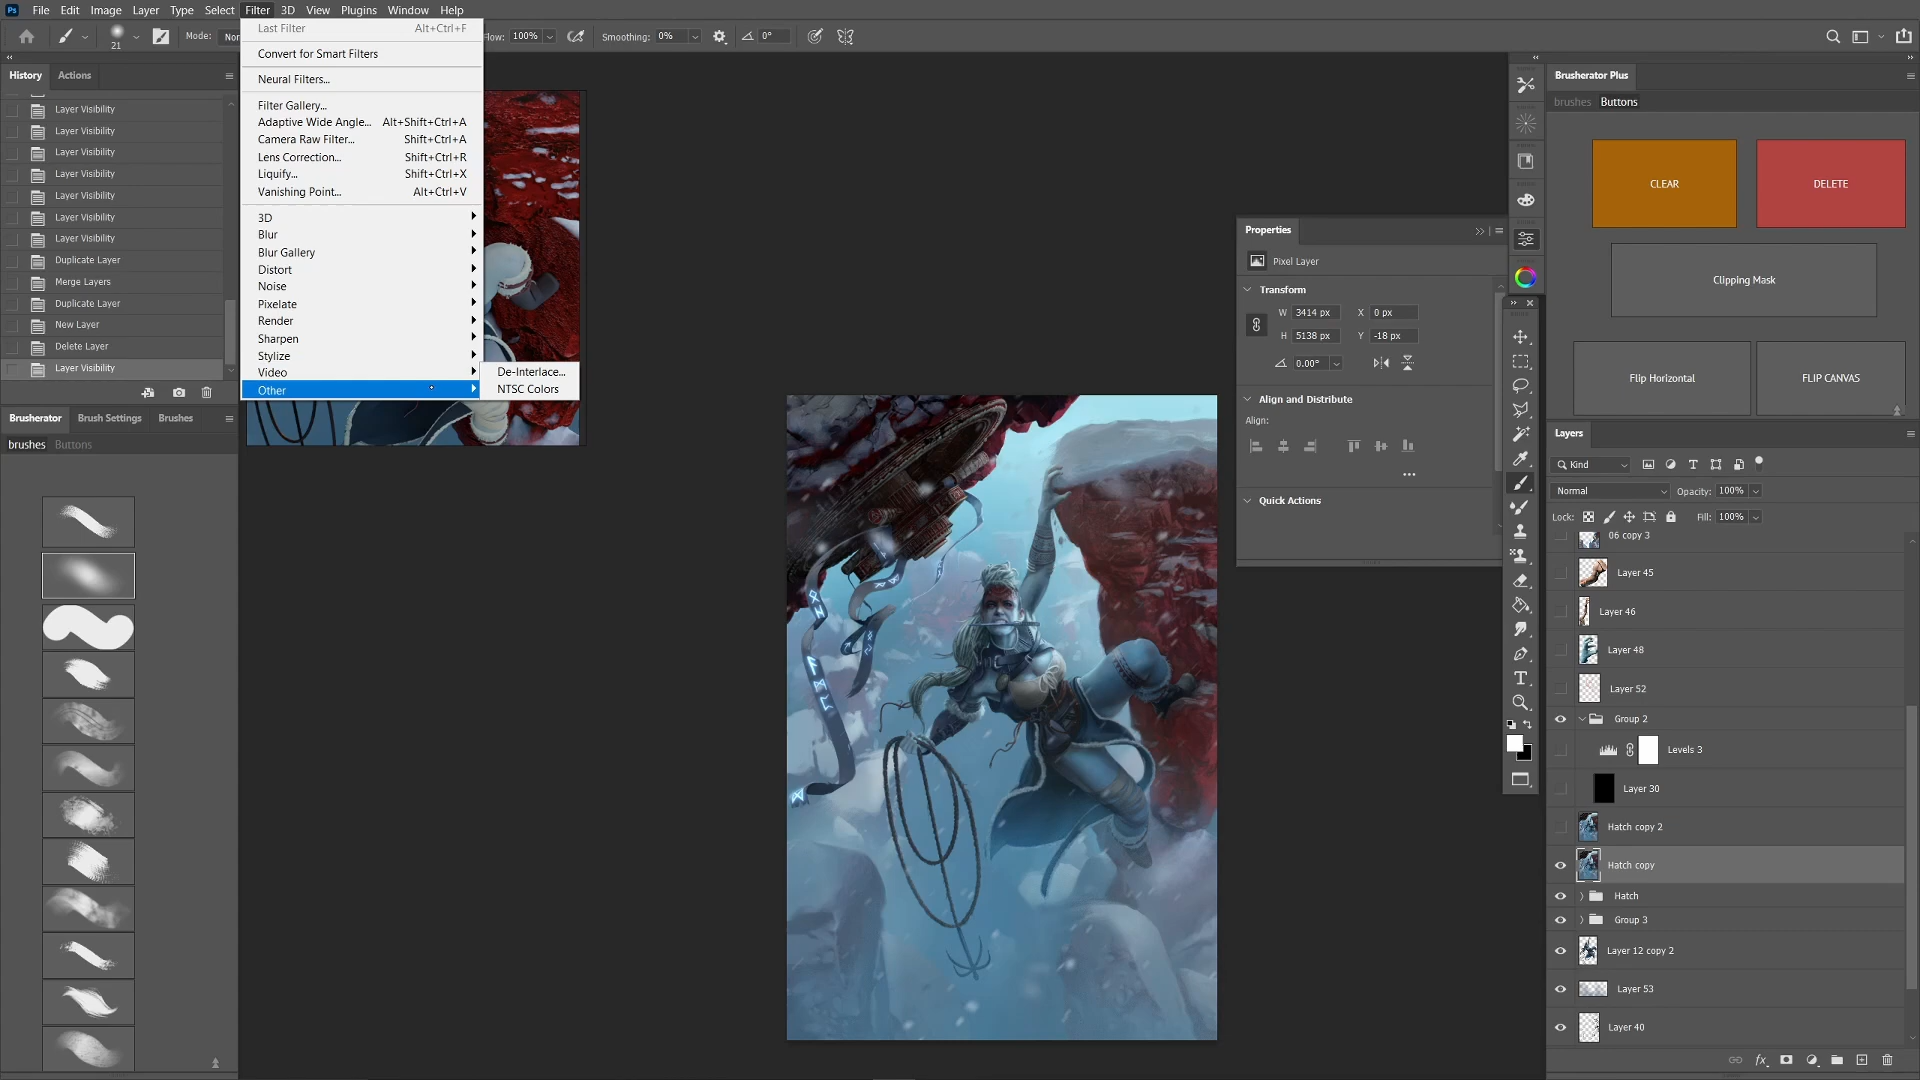 Ps File Edit Image Layer Type Select Filter 3D View Plugins Window Help
21 Mode: Nor Flow: 100% Smoothing: 0% 0°
History Actions
Layer Visibility
Layer Visibility
Layer Visibility
Layer Visibility
Layer Visibility
Layer Visibility
Layer Visibility
Duplicate Layer
Merge Layers
Duplicate Layer
New Layer
Delete Layer
Layer Visibility
Brusherator Brush Settings Brushes
brushes Buttons
Last Filter Alt+Ctrl+F
Convert for Smart Filters
Neural Filters...
Filter Gallery...
Adaptive Wide Angle... Alt+Shift+Ctrl+A
Camera Raw Filter... Shift+Ctrl+A
Lens Correction... Shift+Ctrl+R
Liquify... Shift+Ctrl+X
Vanishing Point... Alt+Ctrl+V
3D
Blur
Blur Gallery
Distort
Noise
Pixelate
Render
Sharpen
Stylize
Video
Other
De-Interlace...
NTSC Colors
Properties
Pixel Layer
Transform
W 3414 px X 0 px
H 5138 px Y -18 px
0.00°
Align and Distribute
Align:
Quick Actions
Brusherator Plus
brushes Buttons
CLEAR DELETE
Clipping Mask
Flip Horizontal FLIP CANVAS
Layers
Kind
Normal Opacity: 100%
Lock: Fill: 100%
06 copy 3
Layer 45
Layer 46
Layer 48
Layer 52
Group 2
Levels 3
Layer 30
Hatch copy 2
Hatch copy
Hatch
Group 3
Layer 12 copy 2
Layer 53
Layer 40
fx